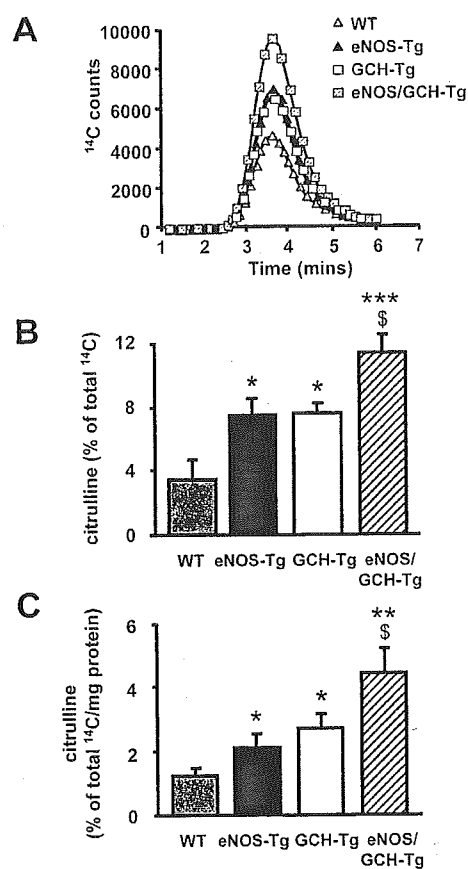 A
△ WT
▲ eNOS-Tg
□ GCH-Tg
▨ eNOS/GCH-Tg
14C counts
10000
8000
6000
4000
2000
0
1 2 3 4 5 6 7
Time (mins)
B
citrulline (% of total 14C)
12
8
4
0
*
*
***
$
WT eNOS-Tg GCH-Tg eNOS/
GCH-Tg
C
citrulline
(% of total 14C/mg protein)
6
4
2
0
*
*
**
$
WT eNOS-Tg GCH-Tg eNOS/
GCH-Tg